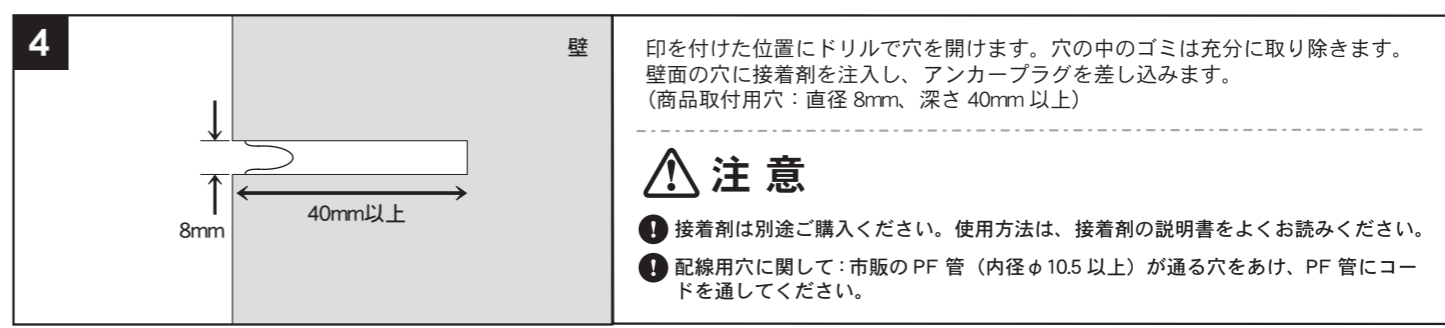 4
壁
8mm
40mm以上
印を付けた位置にドリルで穴を開けます。穴の中のゴミは充分に取り除きます。
壁面の穴に接着剤を注入し、アンカープラグを差し込みます。
（商品取付用穴：直径 8mm、深さ 40mm 以上）
注 意
接着剤は別途ご購入ください。使用方法は、接着剤の説明書をよくお読みください。
配線用穴に関して：市販の PF 管（内径φ10.5 以上）が通る穴をあけ、PF 管にコー
ドを通してください。